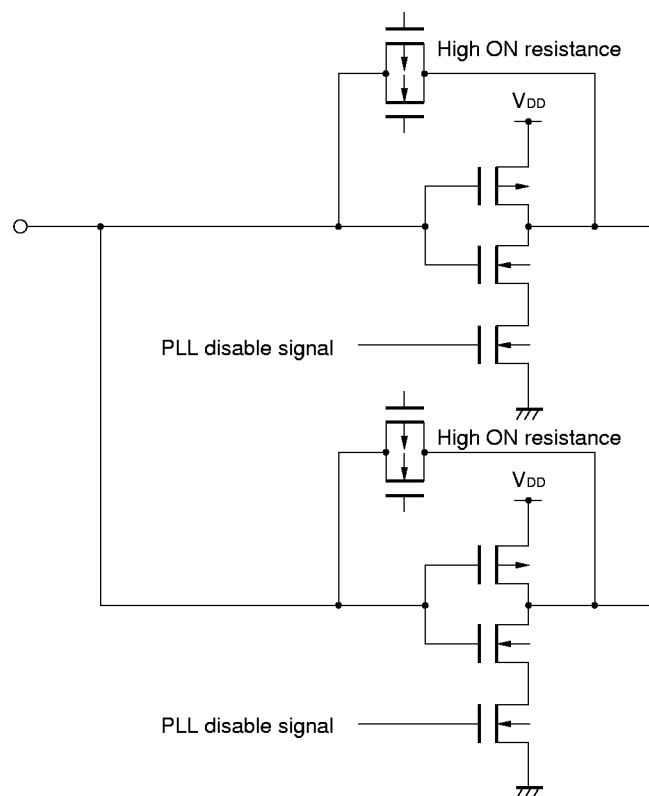 High ON resistance
VDD
PLL disable signal
High ON resistance
VDD
PLL disable signal